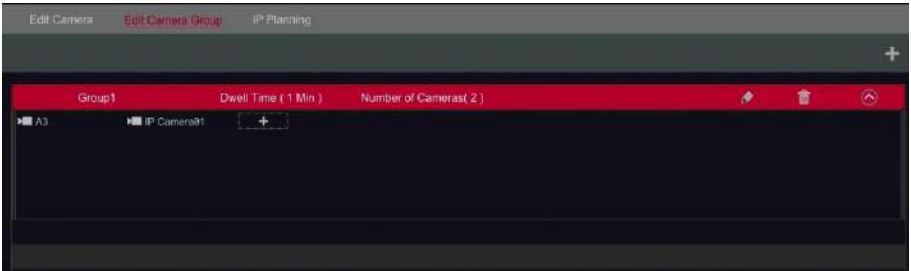 Edit Camera Edit Camera Group IP Planning
Group1 Dwell Time ( 1 Min ) Number of Cameras( 2 )
A3 IP Camera01